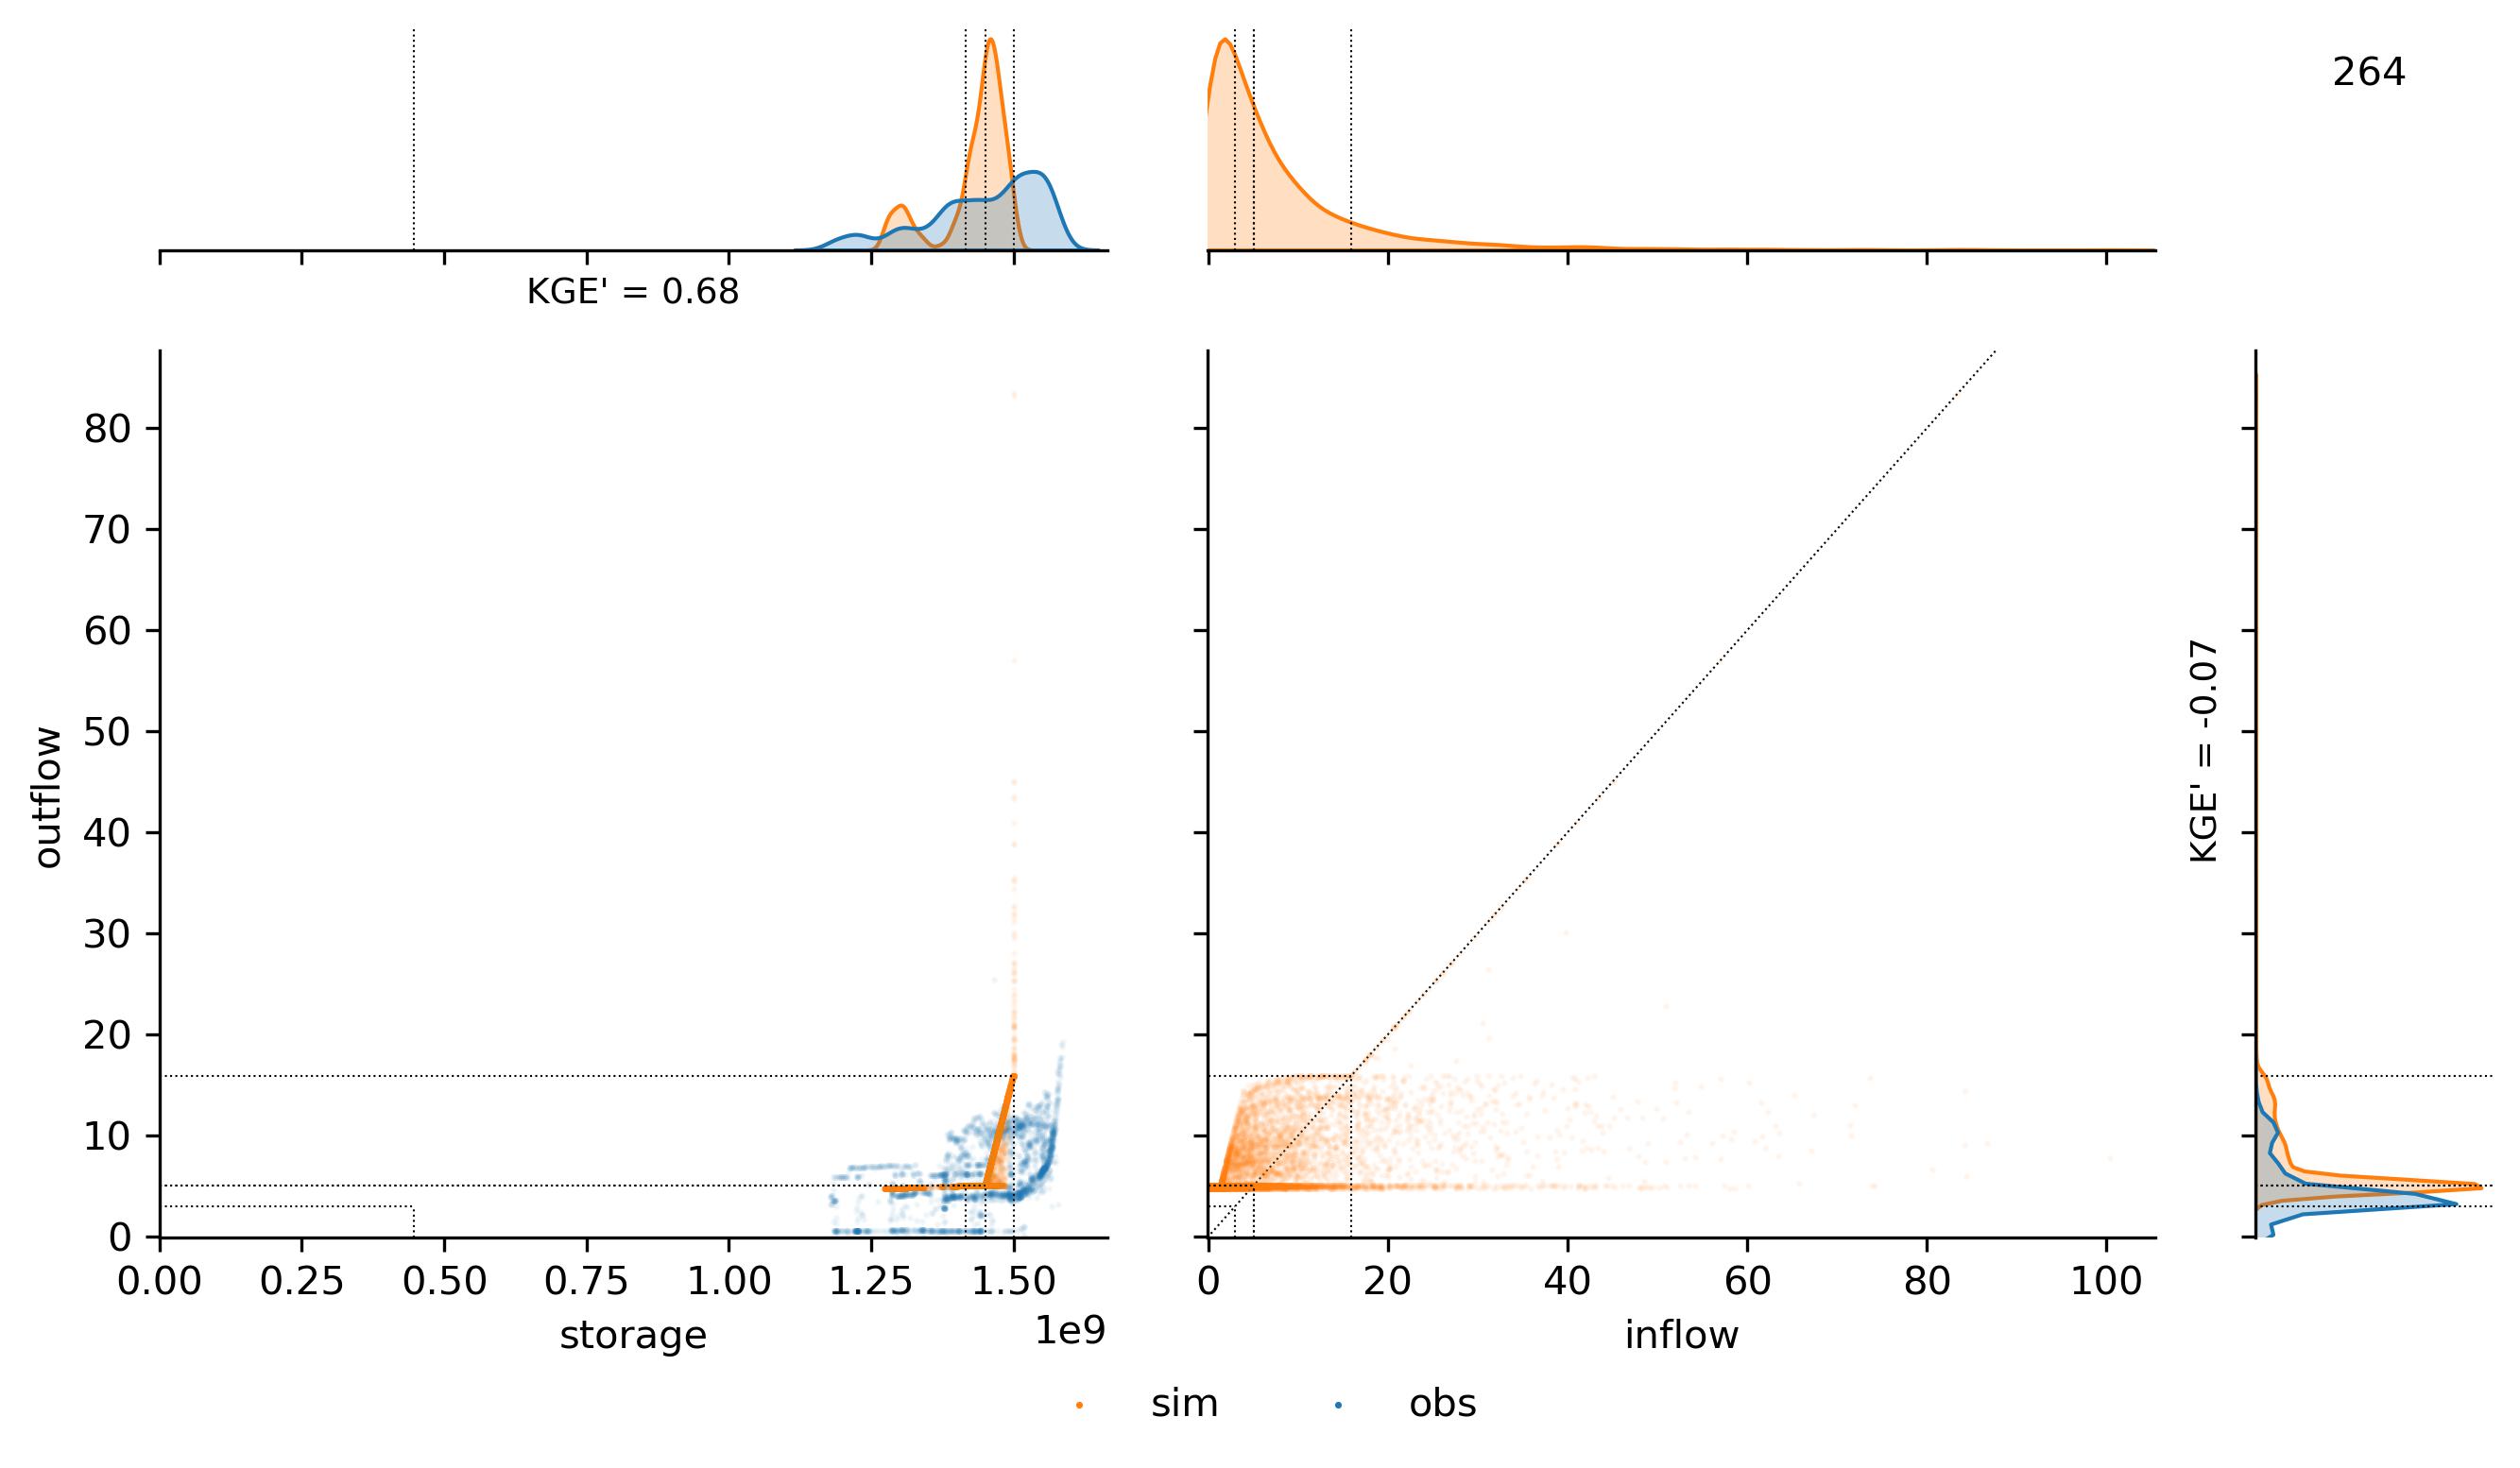 264
KGE' = 0.68
outflow
80
70
60
50
40
30
20
10
0
0.00 0.25 0.50 0.75 1.00 1.25 1.50
1e9
storage
KGE' = -0.07
0 20 40 60 80 100
inflow
sim obs